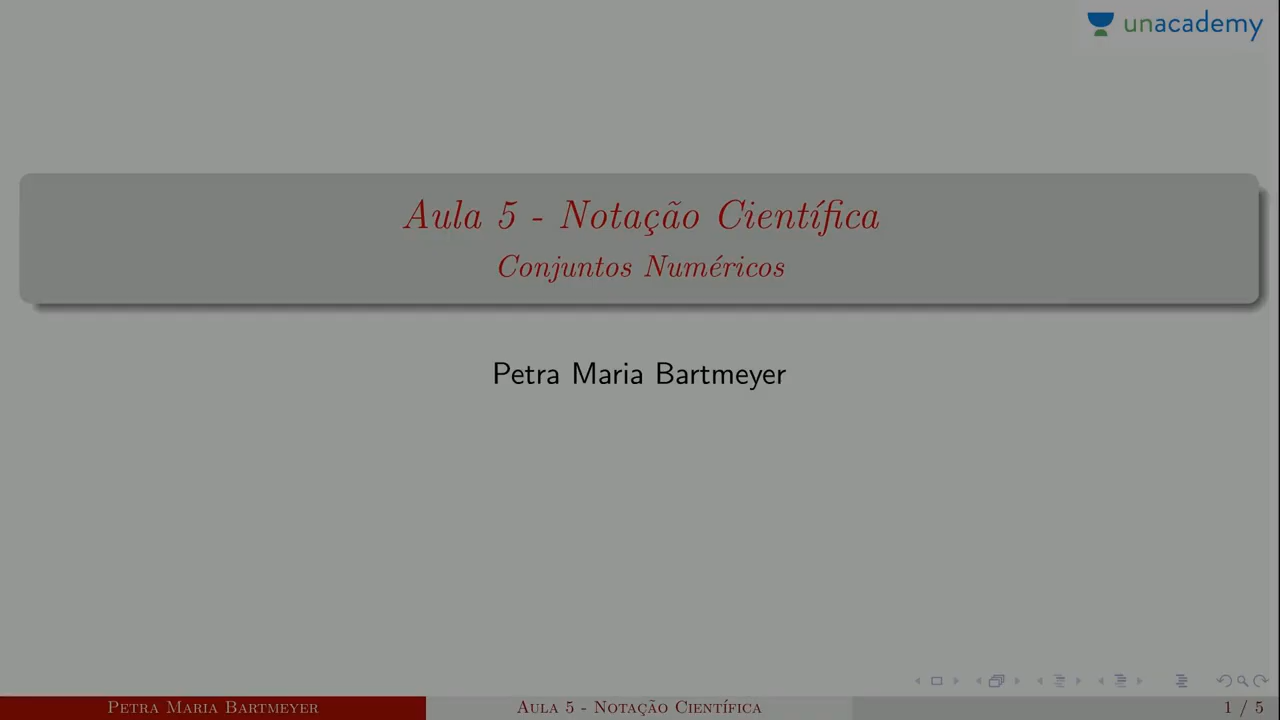 unacademy
Aula 5 - Notação Científica
Conjuntos Numéricos
Petra Maria Bartmeyer
Petra Maria Bartmeyer Aula 5 - Notação Científica 1 / 5